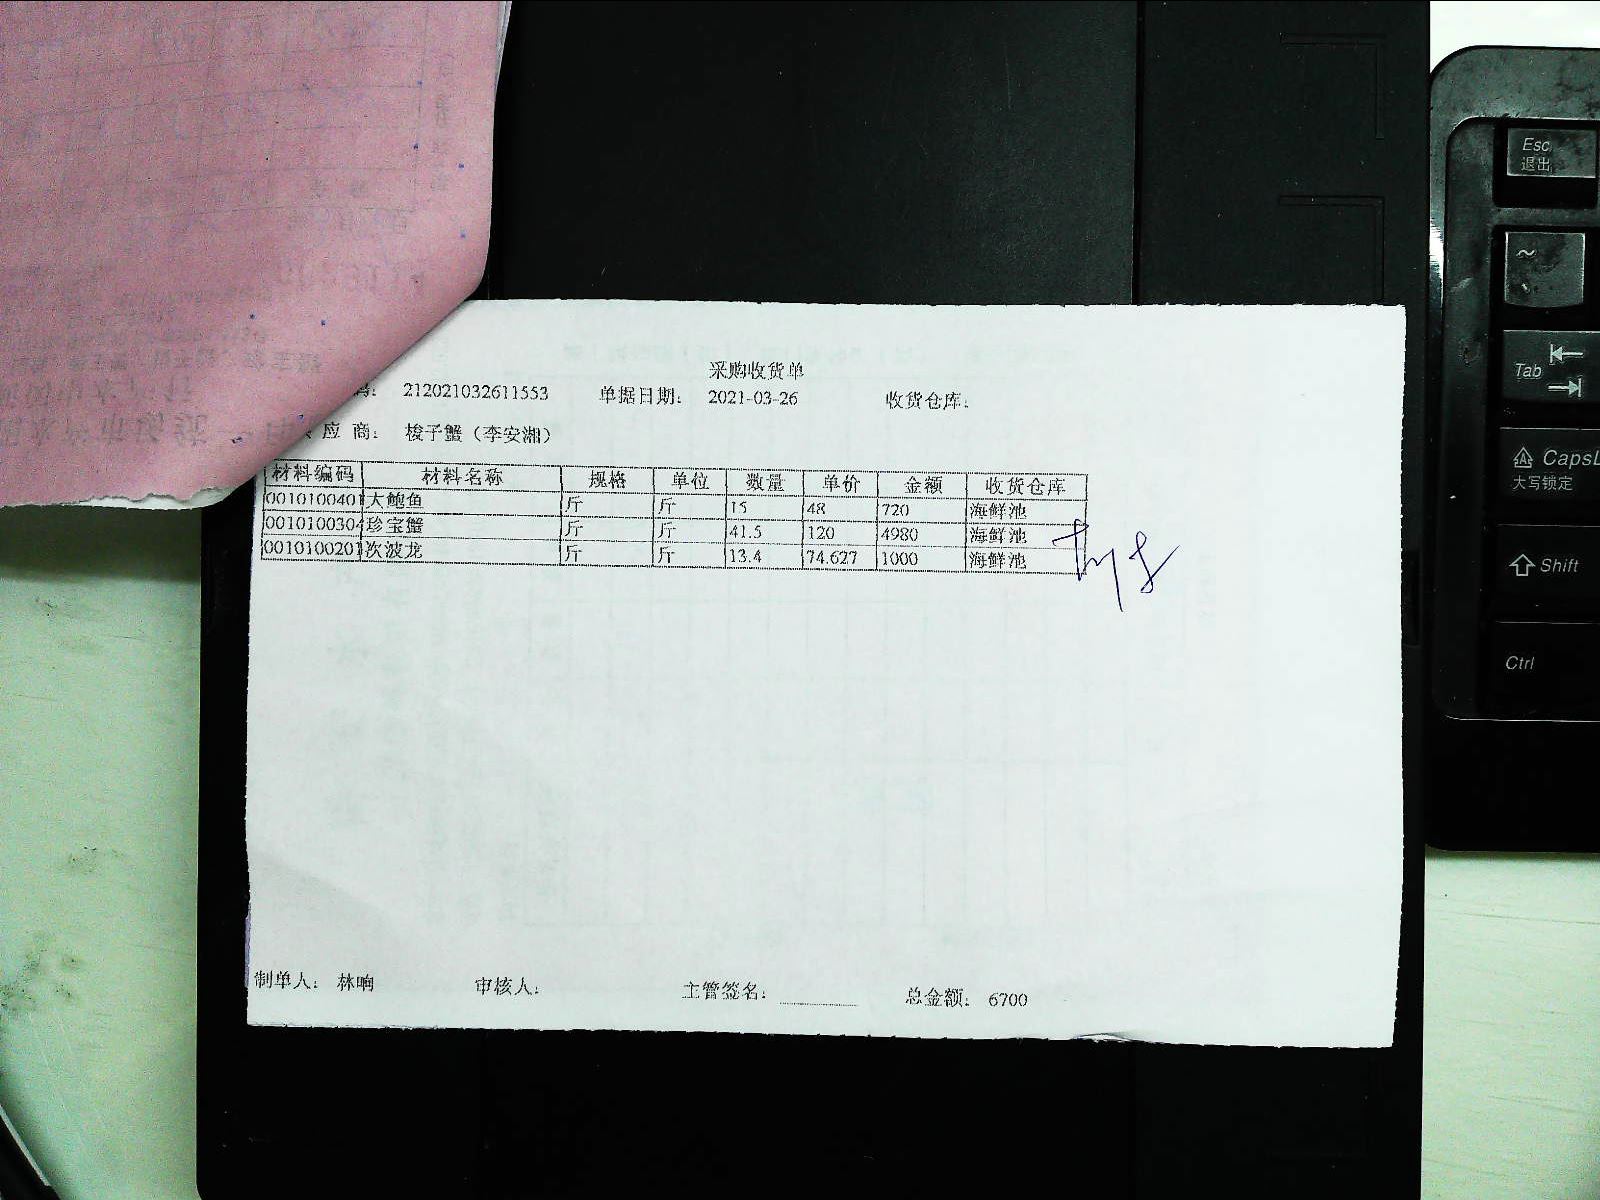 采购收货单
码: 212021032611553 单据日期: 2021-03-26 收货仓库:
应 商: 梭子蟹（李安湘）
材料编码 材料名称 规格 单位 数量 单价 金额 收货仓库
0010100401 大鲍鱼 斤 斤 15 48 720 海鲜池
0010100304 珍宝蟹 斤 斤 41.5 120 4980 海鲜池
0010100201 次波龙 斤 斤 13.4 74.627 1000 海鲜池
制单人: 林响 审核人: 主管签名: 总金额: 6700
Esc
退出
~
Tab
CapsL
大写锁定
Shift
Ctrl